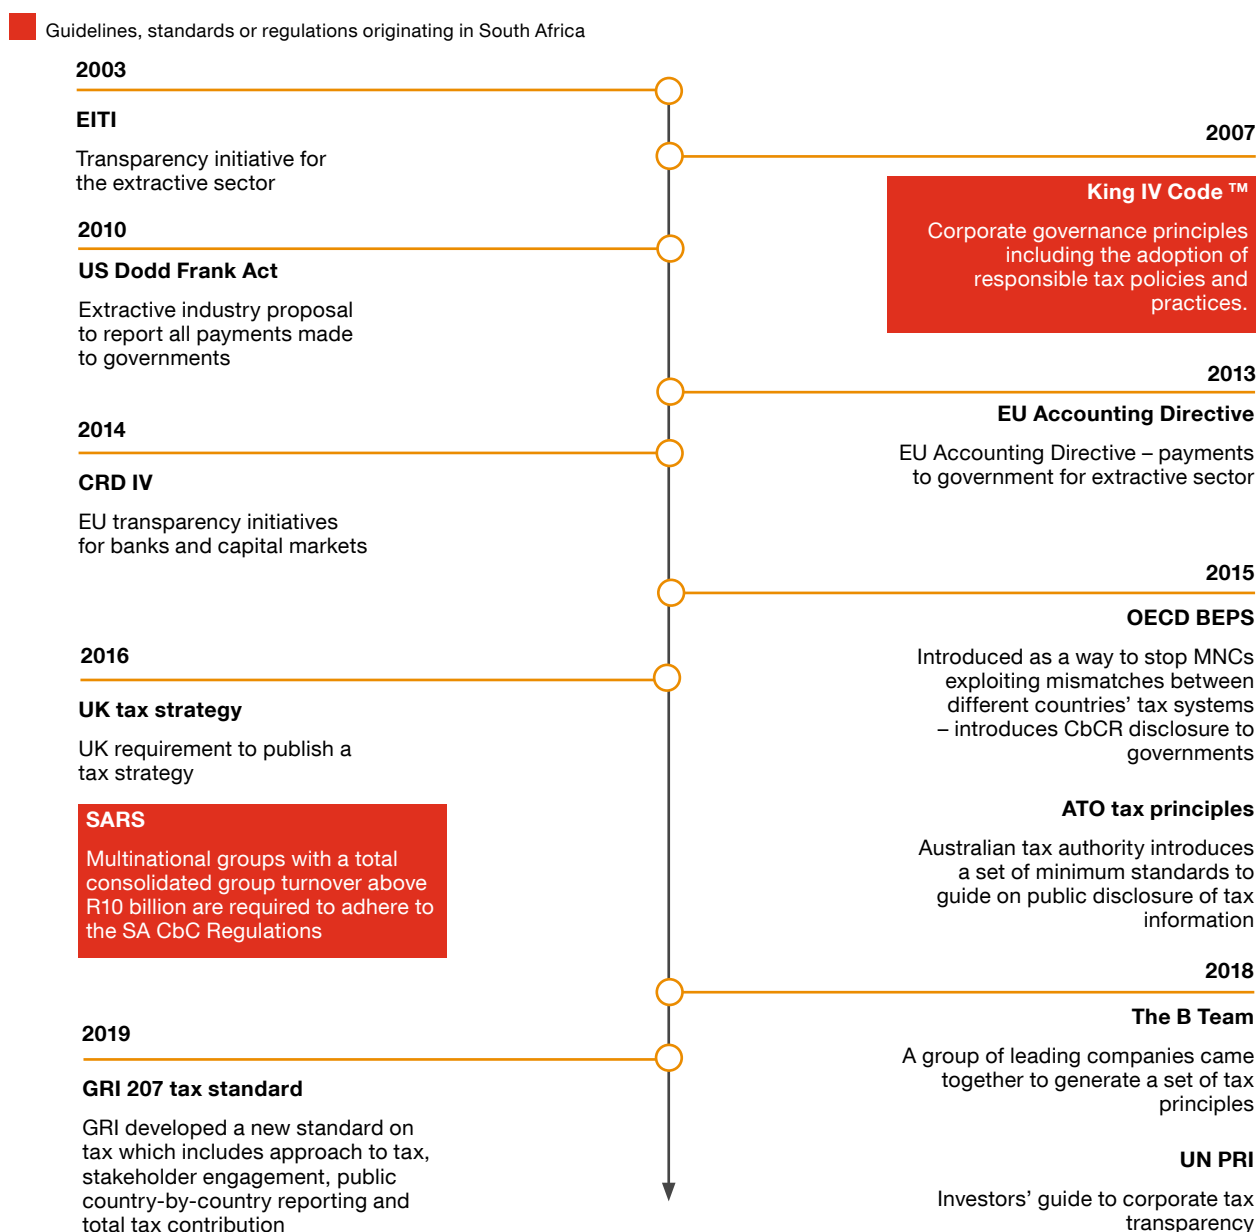 Guidelines, standards or regulations originating in South Africa
2003
EITI
Transparency initiative for
the extractive sector
2007
King IV Code ™
Corporate governance principles
including the adoption of
responsible tax policies and
practices.
2010
US Dodd Frank Act
Extractive industry proposal
to report all payments made
to governments
2013
EU Accounting Directive
EU Accounting Directive – payments
to government for extractive sector
2014
CRD IV
EU transparency initiatives
for banks and capital markets
2015
OECD BEPS
Introduced as a way to stop MNCs
exploiting mismatches between
different countries’ tax systems
– introduces CbCR disclosure to
governments
ATO tax principles
Australian tax authority introduces
a set of minimum standards to
guide on public disclosure of tax
information
2016
UK tax strategy
UK requirement to publish a
tax strategy
SARS
Multinational groups with a total
consolidated group turnover above
R10 billion are required to adhere to
the SA CbC Regulations
2018
The B Team
A group of leading companies came
together to generate a set of tax
principles
UN PRI
Investors’ guide to corporate tax
transparency
2019
GRI 207 tax standard
GRI developed a new standard on
tax which includes approach to tax,
stakeholder engagement, public
country-by-country reporting and
total tax contribution